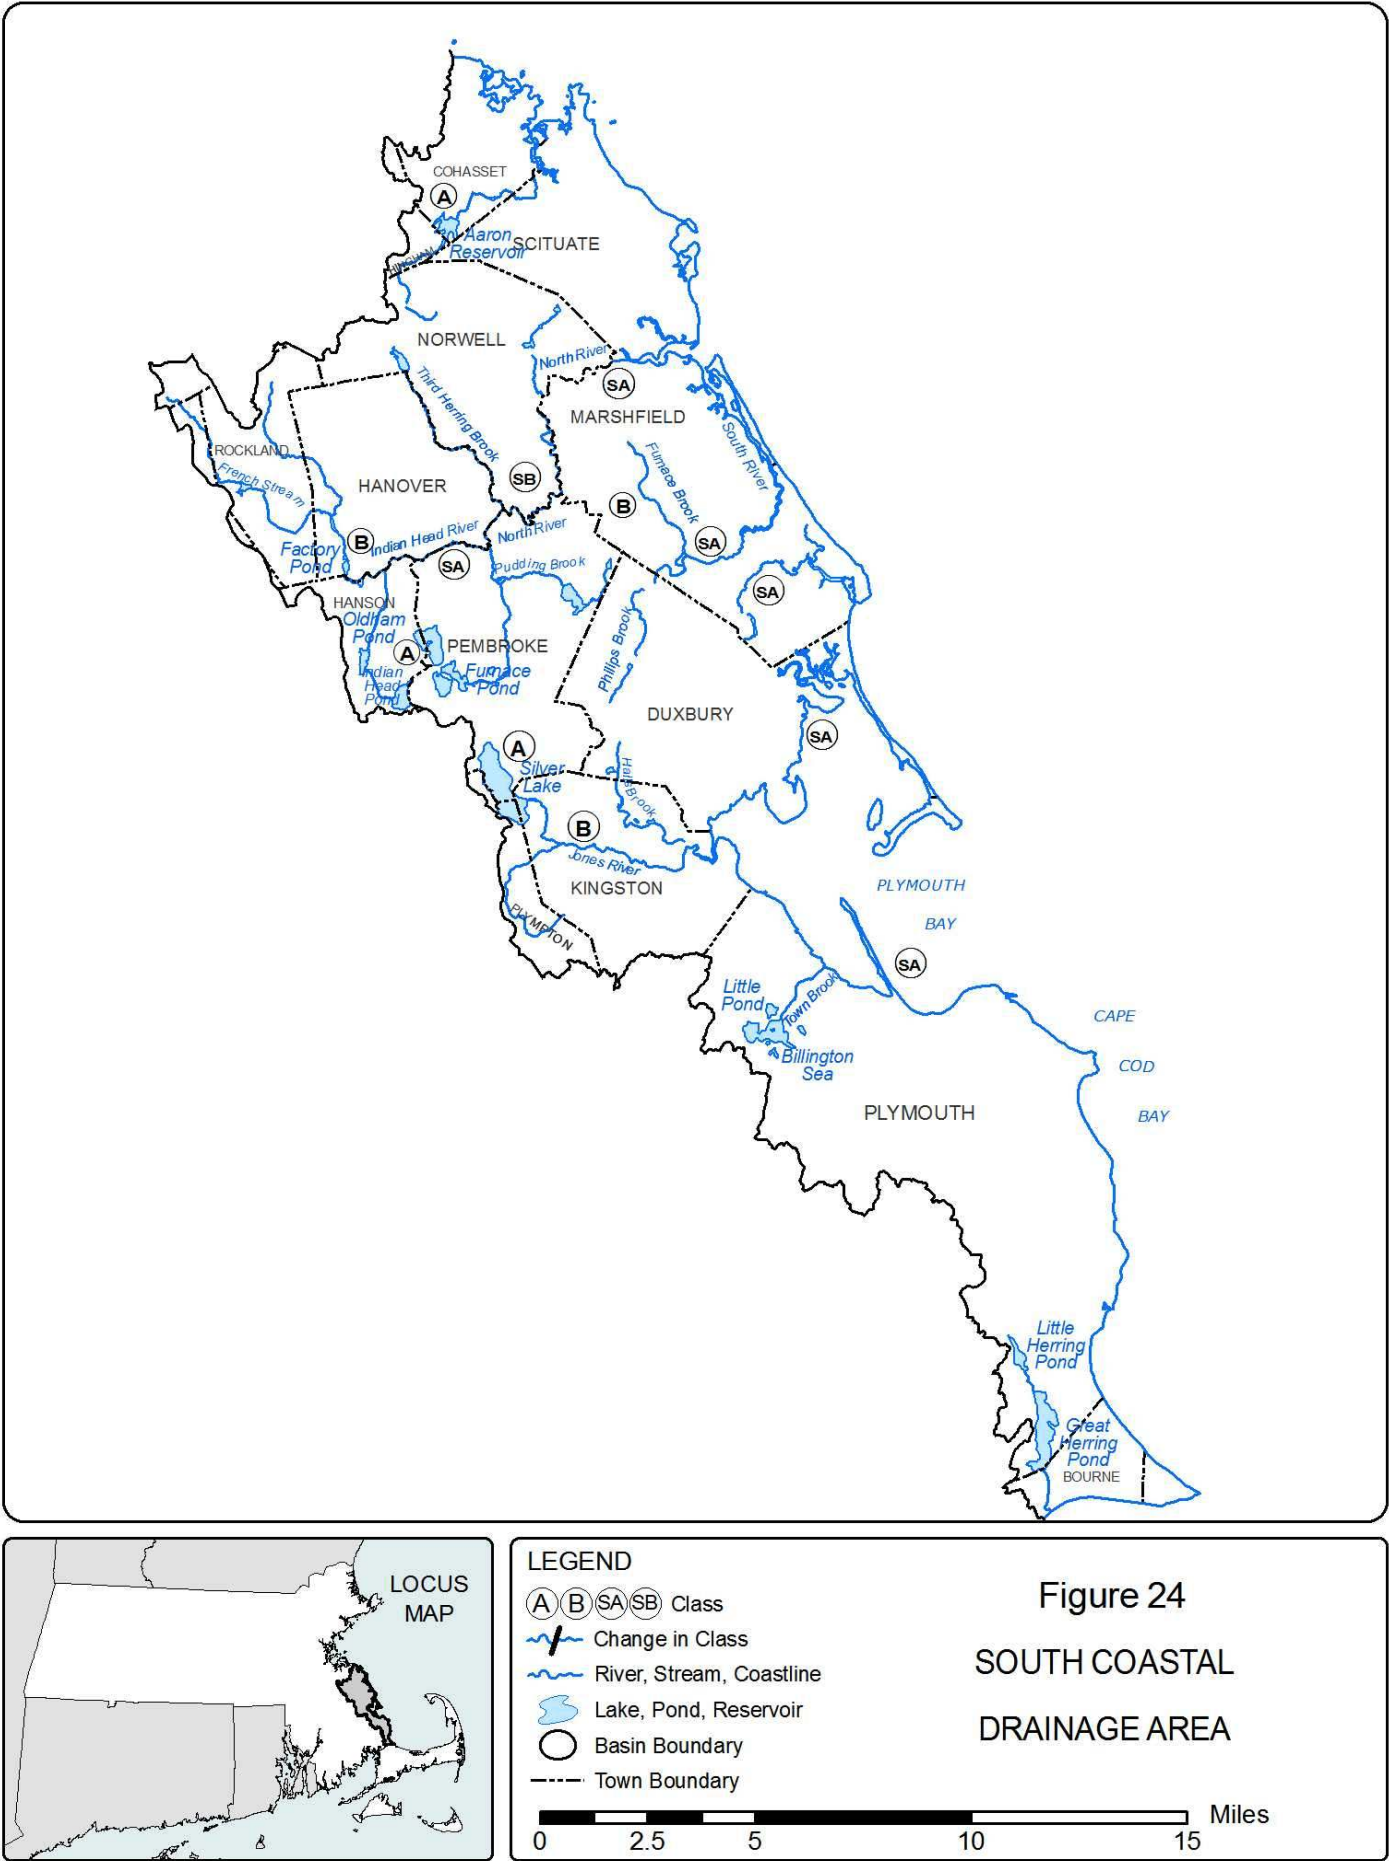 COHASSET
A
Aaron
Reservoir
SCITUATE
HINGHAM
NORWELL
North River
SA
MARSHFIELD
Third Herring Brook
South River
Furnace Brook
ROCKLAND
French Stream
HANOVER
SB
B
B
Indian Head River
North River
SA
Factory
Pond
SA
Pudding Brook
SA
HANSON
Oldham
Pond
A
PEMBROKE
Phillips Brook
Furnace
Pond
Indian
Head
Pond
DUXBURY
SA
A
Silver
Lake
Halls Brook
B
Jones River
KINGSTON
PLYMPTON
PLYMOUTH
BAY
SA
Little
Pond
Town Brook
Billington
Sea
CAPE
COD
BAY
PLYMOUTH
Little
Herring
Pond
Great
Herring
Pond
BOURNE
LOCUS
MAP
LEGEND
A B SA SB Class
Change in Class
River, Stream, Coastline
Lake, Pond, Reservoir
Basin Boundary
Town Boundary
Figure 24
SOUTH COASTAL
DRAINAGE AREA
Miles
0 2.5 5 10 15